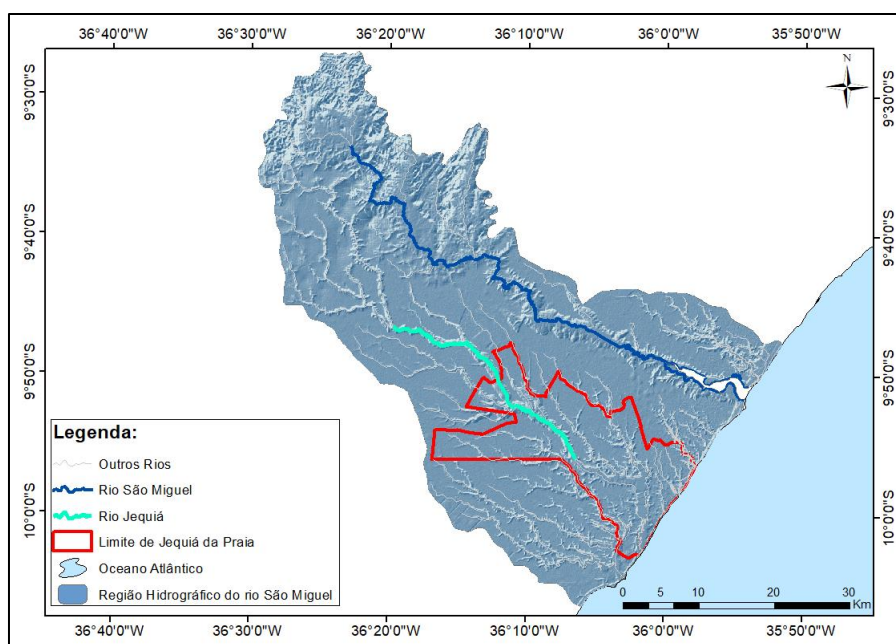 36°40'0"W 36°30'0"W 36°20'0"W 36°10'0"W 36°0'0"W 35°50'0"W
N
9°30'0"S 9°30'0"S
9°40'0"S 9°40'0"S
9°50'0"S 9°50'0"S
10°0'0"S 10°0'0"S
Legenda:
Outros Rios
Rio São Miguel
Rio Jequiá
Limite de Jequiá da Praia
Oceano Atlântico
Região Hidrográfico do rio São Miguel
0 5 10 20 30
Km
36°40'0"W 36°30'0"W 36°20'0"W 36°10'0"W 36°0'0"W 35°50'0"W